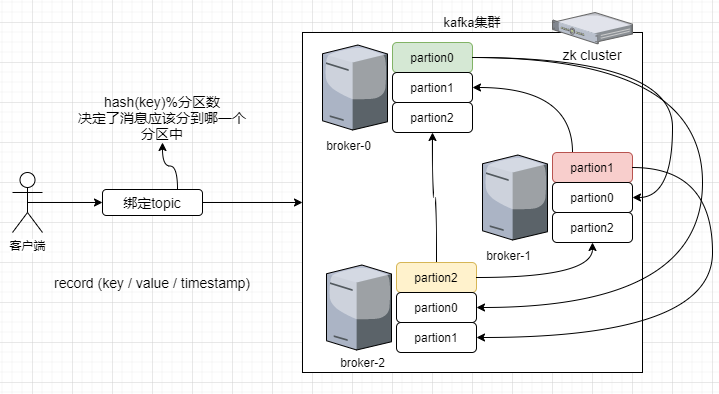 kafka集群
zk cluster
partion0
partion1
partion2
broker-0
hash(key)%分区数
决定了消息应该分到哪一个
分区中
partion1
partion0
partion2
broker-1
绑定topic
客户端
record (key / value / timestamp)
partion2
partion0
partion1
broker-2